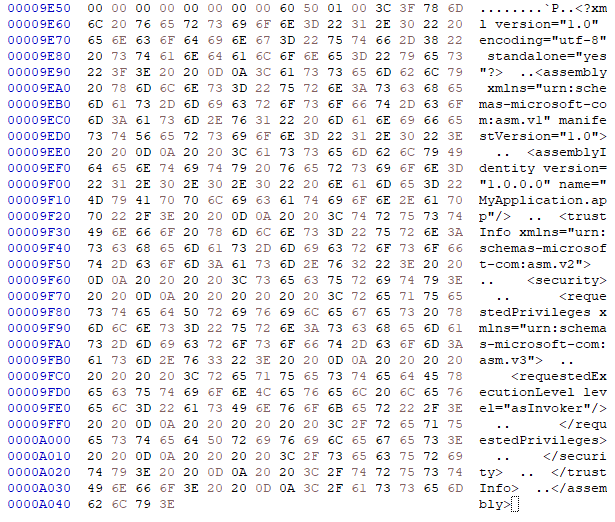 00009E50 00 00 00 00 00 00 00 00 60 50 01 00 3C 3F 78 6D ........`P..<?xm
00009E60 6C 20 76 65 72 73 69 6F 6E 3D 22 31 2E 30 22 20 l version="1.0"
00009E70 65 6E 63 6F 64 69 6E 67 3D 22 75 74 66 2D 38 22 encoding="utf-8"
00009E80 20 73 74 61 6E 64 61 6C 6F 6E 65 3D 22 79 65 73 standalone="yes
00009E90 22 3F 3E 20 20 0D 0A 3C 61 73 73 65 6D 62 6C 79 "?>  ..<assembly
00009EA0 20 78 6D 6C 6E 73 3D 22 75 72 6E 3A 73 63 68 65 xmlns="urn:sche
00009EB0 6D 61 73 2D 6D 69 63 72 6F 73 6F 66 74 2D 63 6F mas-microsoft-co
00009EC0 6D 3A 61 73 6D 2E 76 31 22 20 6D 61 6E 69 66 65 m:asm.v1" manife
00009ED0 73 74 56 65 72 73 69 6F 6E 3D 22 31 2E 30 22 3E stVersion="1.0">
00009EE0 20 20 0D 0A 20 20 3C 61 73 73 65 6D 62 6C 79 49 ..  <assemblyI
00009EF0 64 65 6E 74 69 74 79 20 76 65 72 73 69 6F 6E 3D dentity version=
00009F00 22 31 2E 30 2E 30 2E 30 22 20 6E 61 6D 65 3D 22 "1.0.0.0" name="
00009F10 4D 79 41 70 70 6C 69 63 61 74 69 6F 6E 2E 61 70 MyApplication.ap
00009F20 70 22 2F 3E 20 20 0D 0A 20 20 3C 74 72 75 73 74 p"/>  ..  <trust
00009F30 49 6E 66 6F 20 78 6D 6C 6E 73 3D 22 75 72 6E 3A Info xmlns="urn:
00009F40 73 63 68 65 6D 61 73 2D 6D 69 63 72 6F 73 6F 66 schemas-microsof
00009F50 74 2D 63 6F 6D 3A 61 73 6D 2E 76 32 22 3E 20 20 t-com:asm.v2">
00009F60 0D 0A 20 20 20 20 3C 73 65 63 75 72 69 74 79 3E ..    <security>
00009F70 20 20 0D 0A 20 20 20 20 20 20 3C 72 65 71 75 65 ..      <reque
00009F80 73 74 65 64 50 72 69 76 69 6C 65 67 65 73 20 78 stedPrivileges x
00009F90 6D 6C 6E 73 3D 22 75 72 6E 3A 73 63 68 65 6D 61 mlns="urn:schema
00009FA0 73 2D 6D 69 63 72 6F 73 6F 66 74 2D 63 6F 6D 3A s-microsoft-com:
00009FB0 61 73 6D 2E 76 33 22 3E 20 20 0D 0A 20 20 20 20 asm.v3">  ..
00009FC0 20 20 20 20 3C 72 65 71 75 65 73 74 65 64 45 78 <requestedEx
00009FD0 65 63 75 74 69 6F 6E 4C 65 76 65 6C 20 6C 65 76 ecutionLevel lev
00009FE0 65 6C 3D 22 61 73 49 6E 76 6F 6B 65 72 22 2F 3E el="asInvoker"/>
00009FF0 20 20 0D 0A 20 20 20 20 20 20 3C 2F 72 65 71 75 ..      </requ
0000A000 65 73 74 65 64 50 72 69 76 69 6C 65 67 65 73 3E estedPrivileges>
0000A010 20 20 0D 0A 20 20 20 20 3C 2F 73 65 63 75 72 69 ..    </securi
0000A020 74 79 3E 20 20 0D 0A 20 20 3C 2F 74 72 75 73 74 ty>  ..  </trust
0000A030 49 6E 66 6F 3E 20 20 0D 0A 3C 2F 61 73 73 65 6D Info>  ..</assem
0000A040 62 6C 79 3E bly>